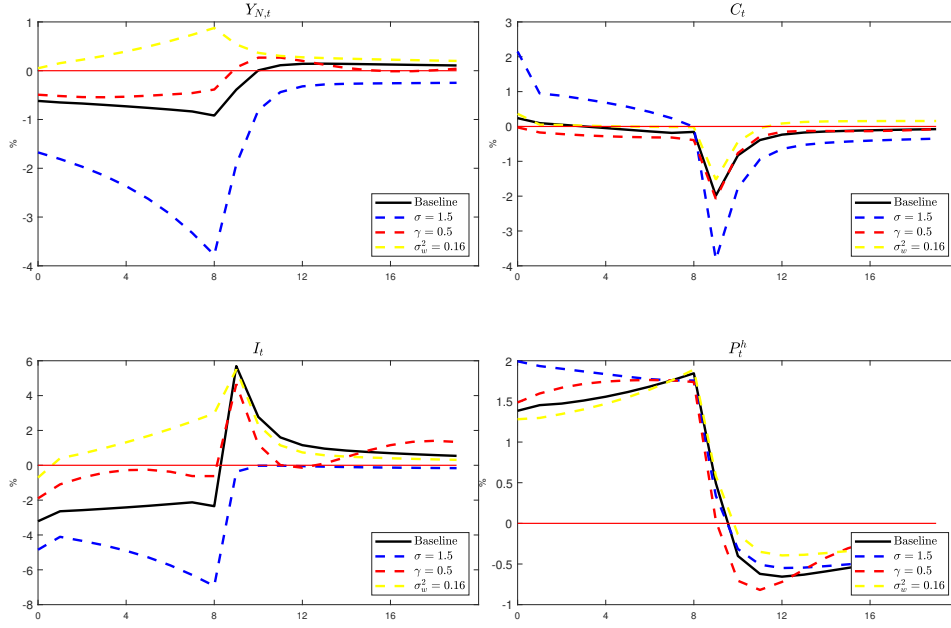 Y_{N,t}
1
0
-1
-2
-3
-4
%
0
4
8
12
16
Baseline
σ = 1.5
γ = 0.5
σ_w^2 = 0.16
C_t
3
2
1
0
-1
-2
-3
-4
%
0
4
8
12
16
Baseline
σ = 1.5
γ = 0.5
σ_w^2 = 0.16
I_t
6
4
2
0
-2
-4
-6
-8
%
0
4
8
12
16
Baseline
σ = 1.5
γ = 0.5
σ_w^2 = 0.16
P_t^h
2
1.5
1
0.5
0
-0.5
-1
%
0
4
8
12
16
Baseline
σ = 1.5
γ = 0.5
σ_w^2 = 0.16